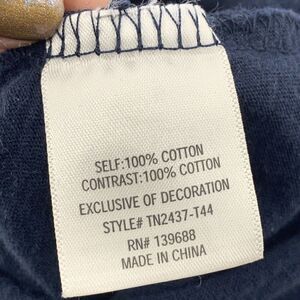 SELF:100% COTTON
CONTRAST:100% COTTON
EXCLUSIVE OF DECORATION
STYLE# TN2437-T44
RN# 139688
MADE IN CHINA